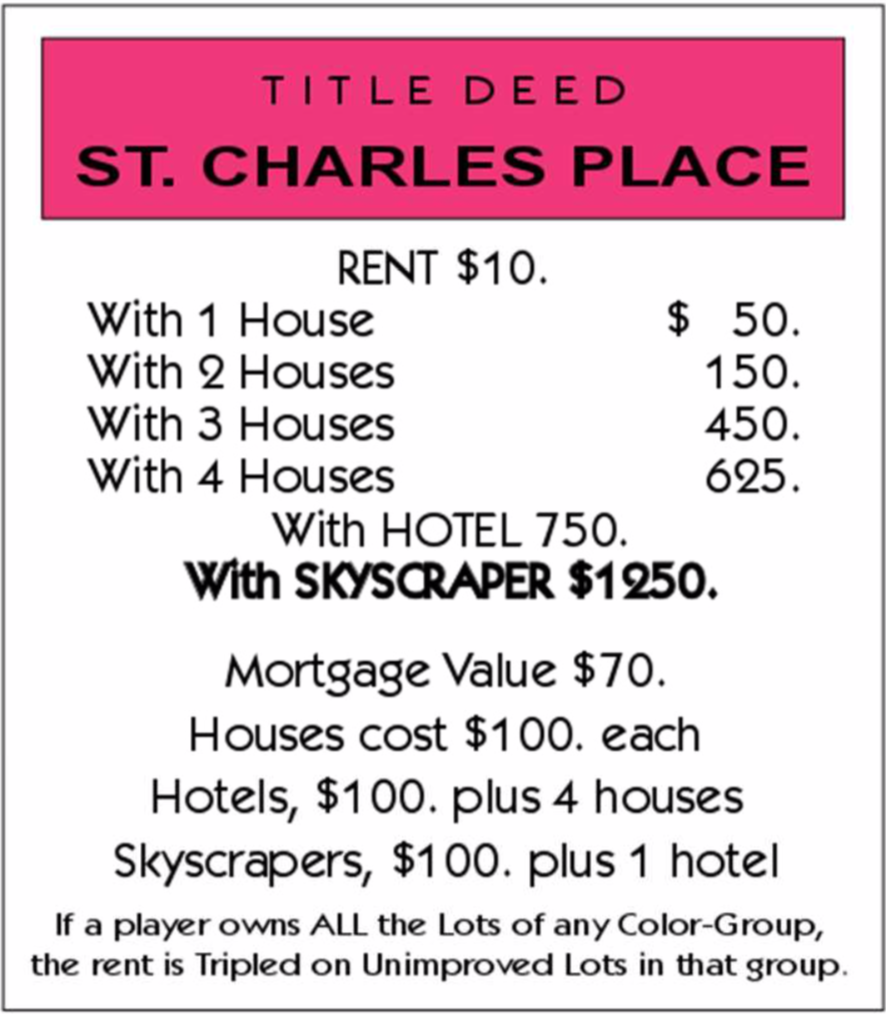 TITLE DEED
ST. CHARLES PLACE
RENT $10.
With 1 House $ 50.
With 2 Houses 150.
With 3 Houses 450.
With 4 Houses 625.
With HOTEL 750.
With SKYSCRAPER $1250.
Mortgage Value $70.
Houses cost $100. each
Hotels, $100. plus 4 houses
Skyscrapers, $100. plus 1 hotel
If a player owns ALL the Lots of any Color-Group,
the rent is Tripled on Unimproved Lots in that group.